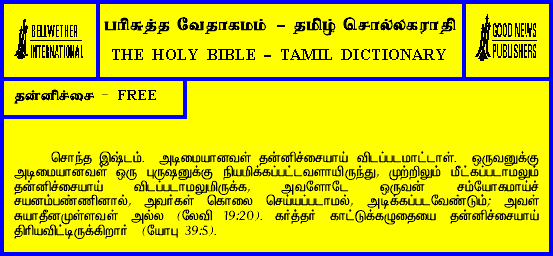 BELLWETHER
INTERNATIONAL
பரிசுத்த வேதாகமம் - தமிழ் சொல்லகராதி
THE HOLY BIBLE - TAMIL DICTIONARY
GOOD NEWS
PUBLISHERS
தன்னிச்சை - FREE
சொந்த இஷ்டம். அடிமையானவள் தன்னிச்சையாய் விடப்படமாட்டாள். ஒருவனுக்கு
அடிமையானவள் ஒரு புருஷனுக்கு நியமிக்கப்பட்டவளாயிருந்து, முற்றிலும் மீட்கப்படாமலும்
தன்னிச்சையாய் விடப்படாமலுமிருக்க, அவளோடே ஒருவன் சம்யோகமாய்ச்
சயனம்பண்ணினால், அவர்கள் கொலை செய்யப்படாமல், அடிக்கப்படவேண்டும்; அவள்
சுயாதீனமுள்ளவள் அல்ல (லேவி 19:20). கர்த்தர் காட்டுக்கழுதையை தன்னிச்சையாய்
திரியவிட்டிருக்கிறார் (யோபு 39:5).